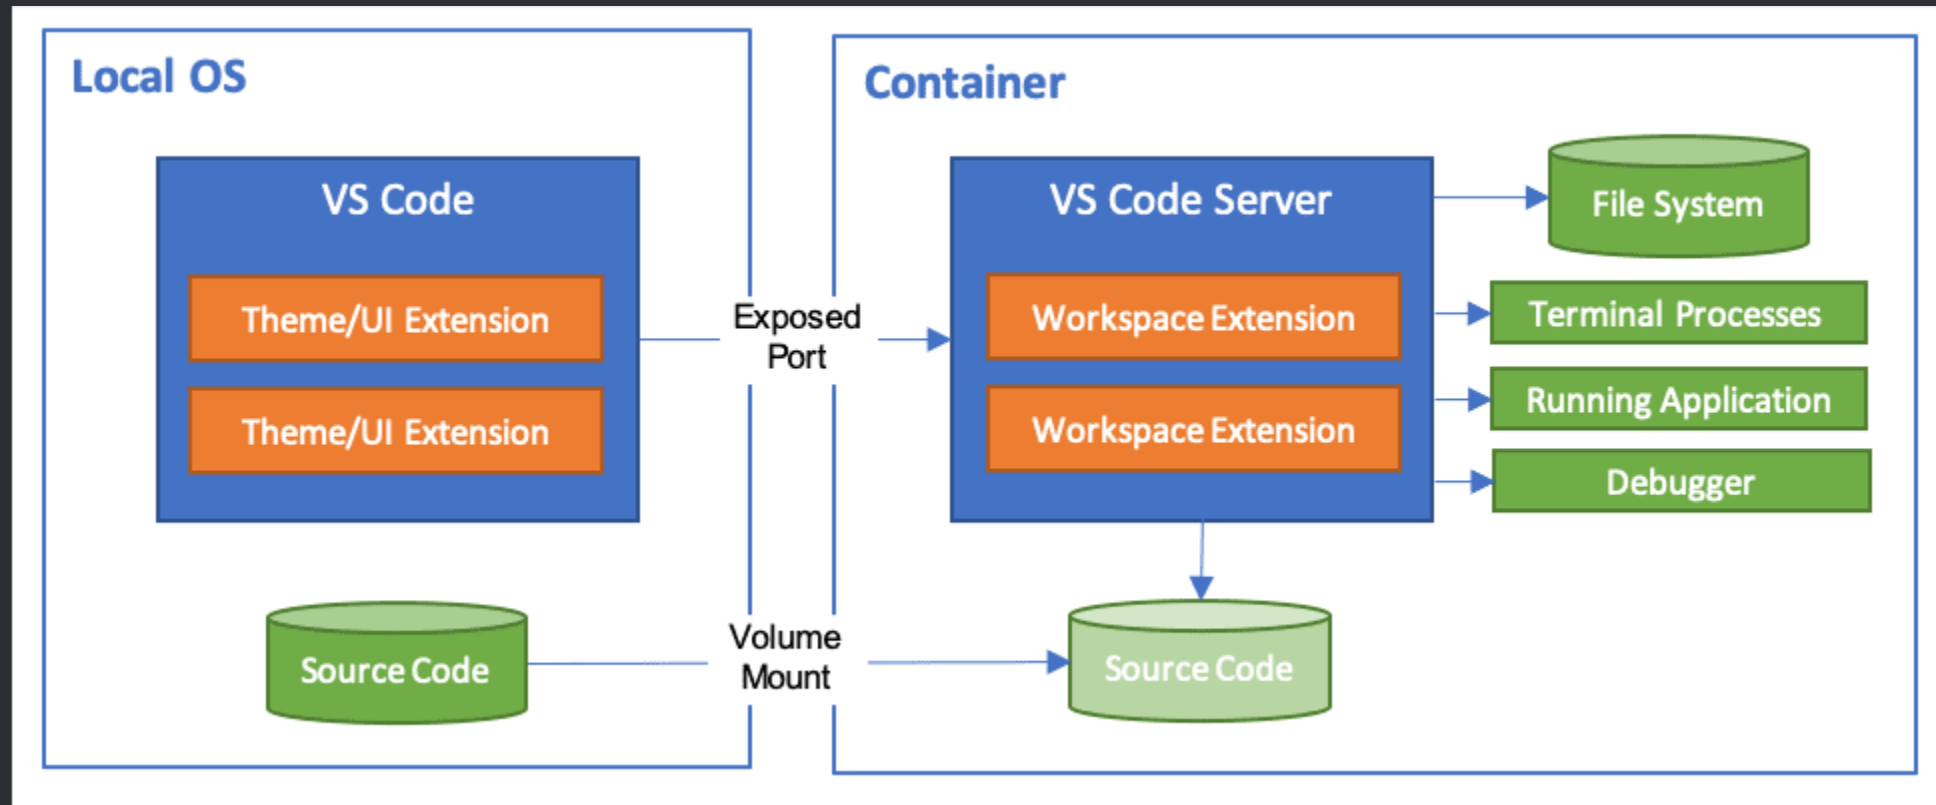 Local OS
Container
VS Code
Theme/UI Extension
Theme/UI Extension
Source Code
Exposed
Port
Volume
Mount
VS Code Server
Workspace Extension
Workspace Extension
Source Code
File System
Terminal Processes
Running Application
Debugger